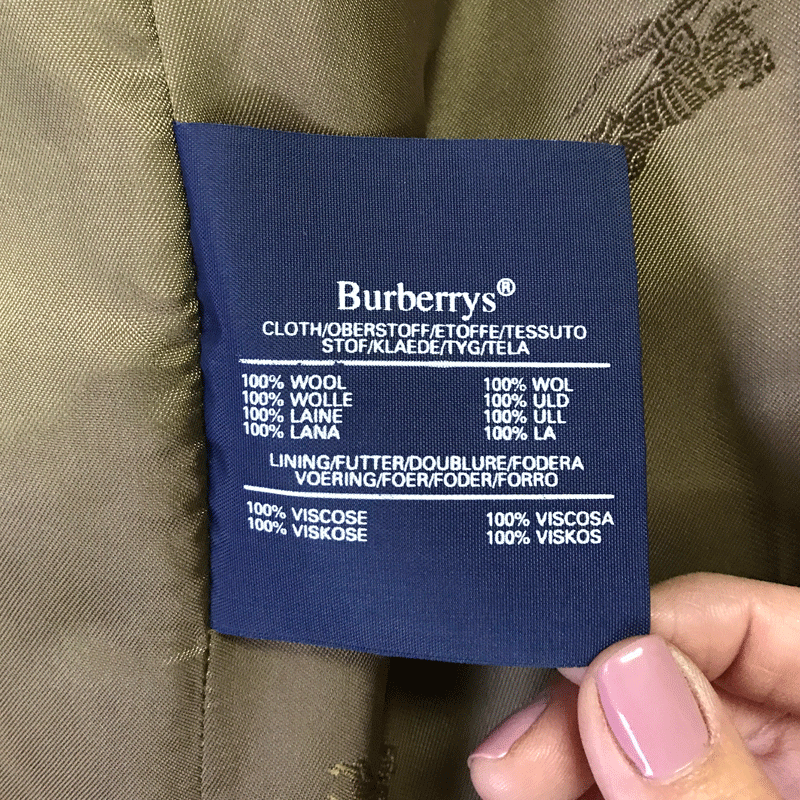 Burberrys®
CLOTH/OBERSTOFF/ETOFFE/TESSUTO
STOF/KLAEDE/TYG/TELA
100% WOOL 100% WOL
100% WOLLE 100% ULD
100% LAINE 100% ULL
100% LANA 100% LA
LINING/FUTTER/DOUBLURE/FODERA
VOERING/FOER/FODER/FORRO
100% VISCOSE 100% VISCOSA
100% VISKOSE 100% VISKOS